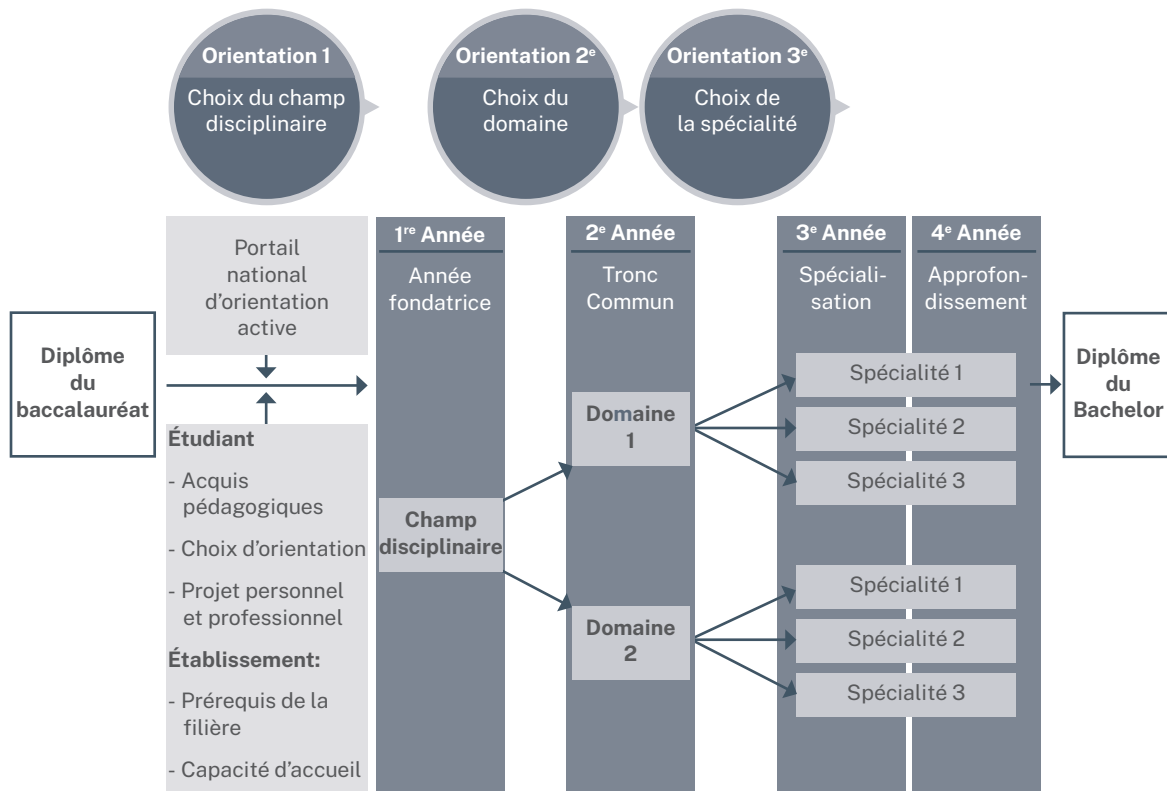 Orientation 1
Choix du champ
disciplinaire
Orientation 2e
Choix du
domaine
Orientation 3e
Choix de
la spécialité
Diplôme
du
baccalauréat
Portail
national
d'orientation
active
Étudiant
- Acquis
pédagogiques
- Choix d'orientation
- Projet personnel
et professionnel
Établissement:
- Prérequis de la
filière
- Capacité d'accueil
1re Année
Année
fondatrice
Champ
disciplinaire
2e Année
Tronc
Commun
Domaine
1
Domaine
2
3e Année
Spéciali-
sation
4e Année
Approfon-
dissement
Spécialité 1
Spécialité 2
Spécialité 3
Spécialité 1
Spécialité 2
Spécialité 3
Diplôme
du
Bachelor